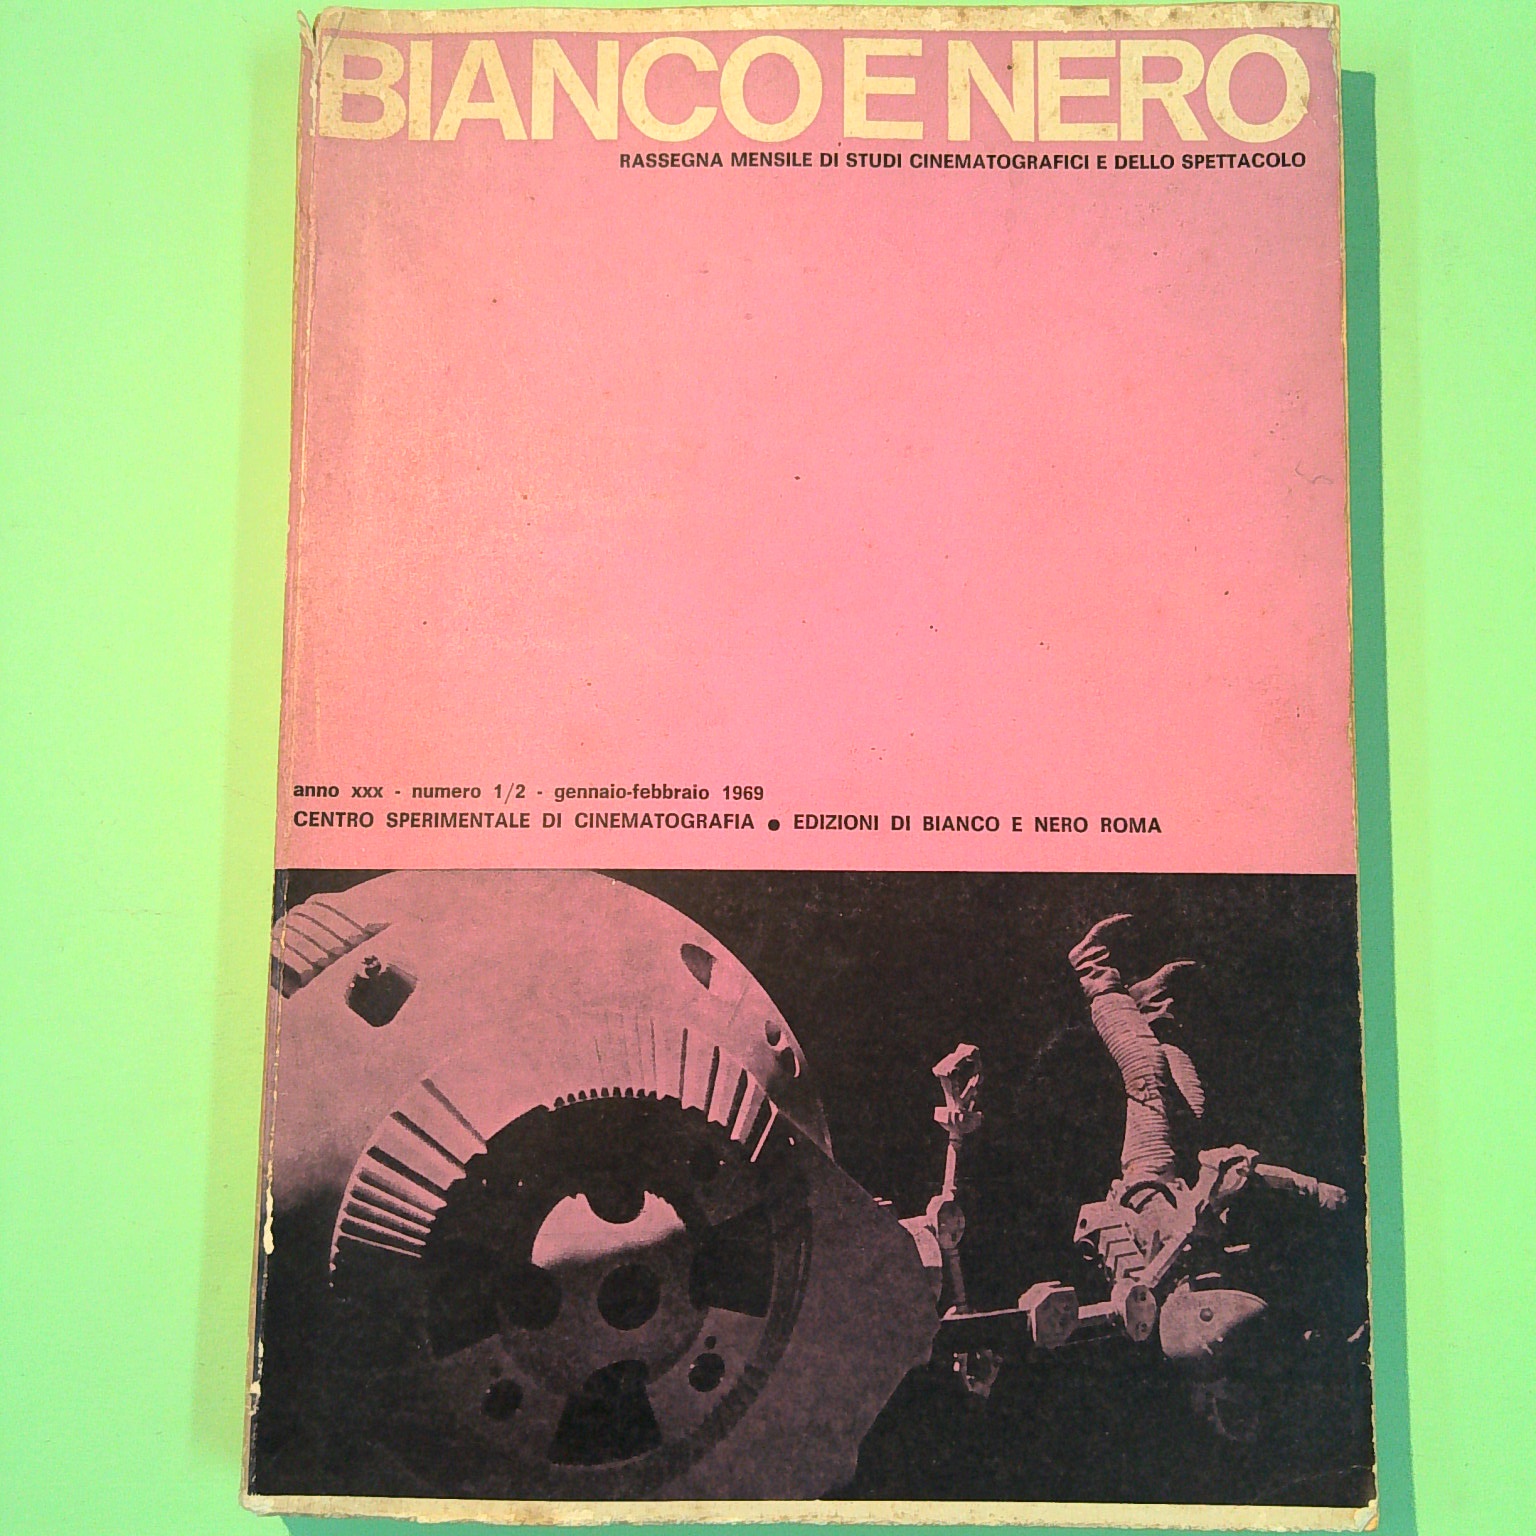 BIANCO E NERO
RASSEGNA MENSILE DI STUDI CINEMATOGRAFICI E DELLO SPETTACOLO
anno xxx - numero 1/2 - gennaio-febbraio 1969
CENTRO SPERIMENTALE DI CINEMATOGRAFIA ● EDIZIONI DI BIANCO E NERO ROMA